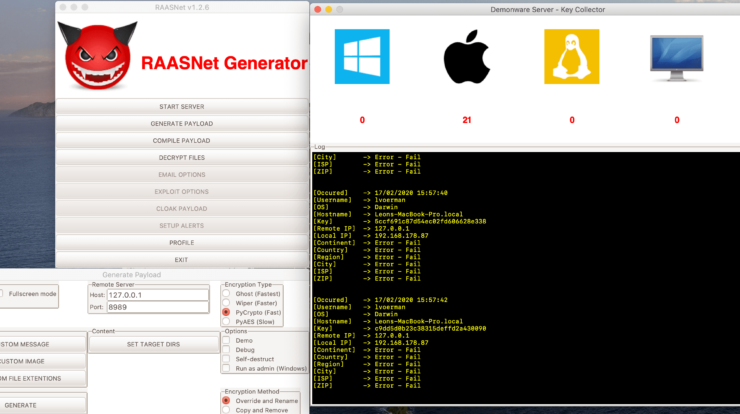 RAASNet v1.2.6
RAASNet Generator
START SERVER
GENERATE PAYLOAD
COMPILE PAYLOAD
DECRYPT FILES
EMAIL OPTIONS
EXPLOIT OPTIONS
CLOAK PAYLOAD
SETUP ALERTS
PROFILE
EXIT
Generate Payload
Fullscreen mode
Remote Server
Host: 127.0.0.1
Port: 8989
Encryption Type
Ghost (Fastest)
Wiper (Faster)
PyCrypto (Fast)
PyAES (Slow)
Content
SET TARGET DIRS
Options
Demo
Debug
Self-destruct
Run as admin (Windows)
STOM MESSAGE
CUSTOM IMAGE
OM FILE EXTENTIONS
GENERATE
Encryption Method
Override and Rename
Copy and Remove
Demonware Server - Key Collector
0 21 0 0
Log
[City] -> Error - Fail
[ISP] -> Error - Fail
[ZIP] -> Error - Fail
[Occured] -> 17/02/2020 15:57:40
[Username] -> lvoerman
[OS] -> Darwin
[Hostname] -> Leons-MacBook-Pro.local
[Key] -> 5ccf691c87d54ec02fd606628e338
[Remote IP] -> 127.0.0.1
[Local IP] -> 192.168.178.87
[Continent] -> Error - Fail
[Country] -> Error - Fail
[Region] -> Error - Fail
[City] -> Error - Fail
[ISP] -> Error - Fail
[ZIP] -> Error - Fail
[Occured] -> 17/02/2020 15:57:42
[Username] -> lvoerman
[OS] -> Darwin
[Hostname] -> Leons-MacBook-Pro.local
[Key] -> c9dd5d0b23c38315deffd2a430090
[Remote IP] -> 127.0.0.1
[Local IP] -> 192.168.178.87
[Continent] -> Error - Fail
[Country] -> Error - Fail
[Region] -> Error - Fail
[City] -> Error - Fail
[ISP] -> Error - Fail
[ZIP] -> Error - Fail